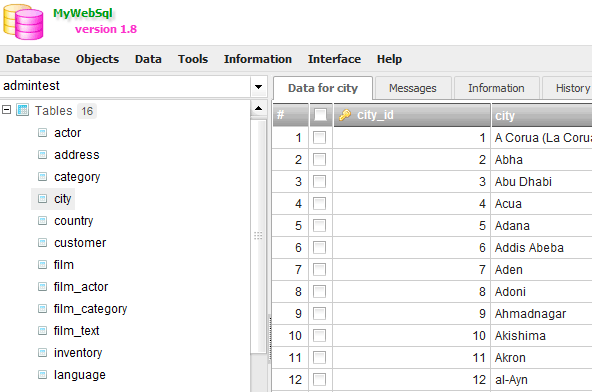 MyWebSql
version 1.8
Database Objects Data Tools Information Interface Help
admintest
Tables 16
actor
address
category
city
country
customer
film
film_actor
film_category
film_text
inventory
language
Data for city Messages Information History
# city_id city
1 A Corua (La Corua
2 Abha
3 Abu Dhabi
4 Acua
5 Adana
6 Addis Abeba
7 Aden
8 Adoni
9 Ahmadnagar
10 Akishima
11 Akron
12 al-Ayn
1
2
3
4
5
6
7
8
9
10
11
12